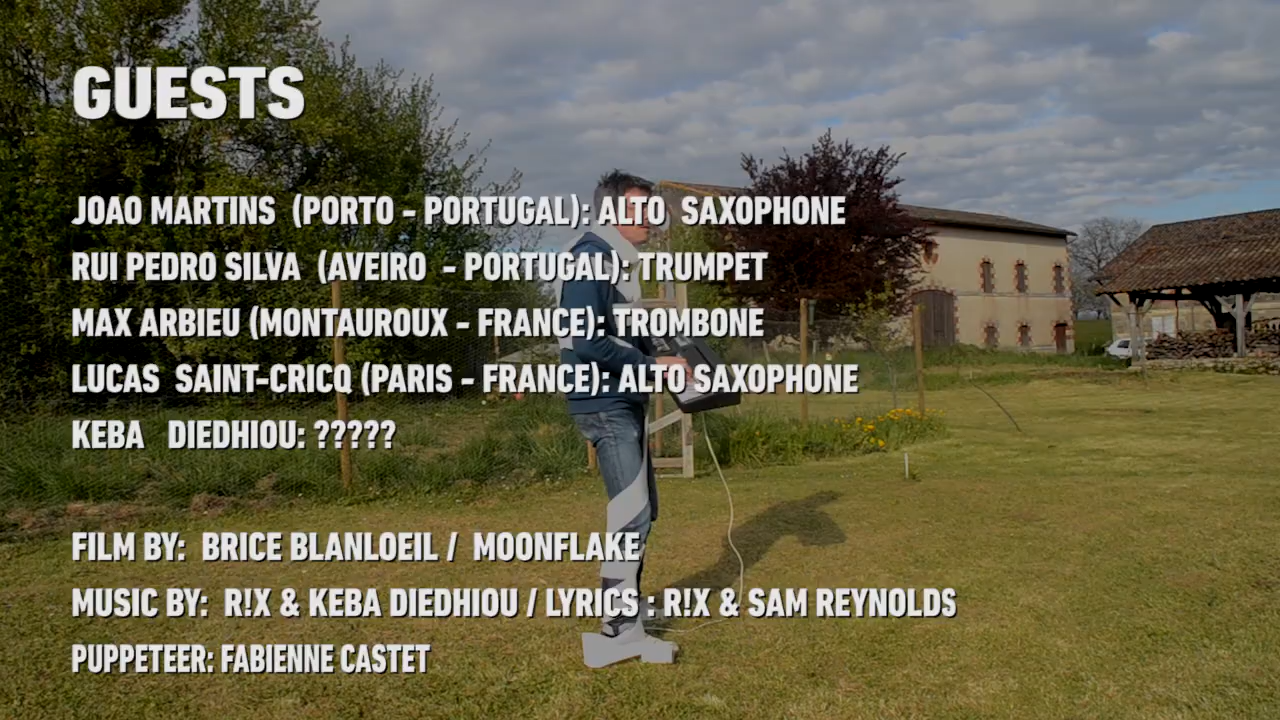 GUESTS
JOAO MARTINS (PORTO - PORTUGAL): ALTO SAXOPHONE
RUI PEDRO SILVA (AVEIRO - PORTUGAL): TRUMPET
MAX ARBIEU (MONTAUROUX - FRANCE): TROMBONE
LUCAS SAINT-CRICQ (PARIS - FRANCE): ALTO SAXOPHONE
KEBA DIEDHIOU: ?????
FILM BY: BRICE BLANLOEIL / MOONFLAKE
MUSIC BY: R!X & KEBA DIEDHIOU / LYRICS : R!X & SAM REYNOLDS
PUPPETEER: FABIENNE CASTET